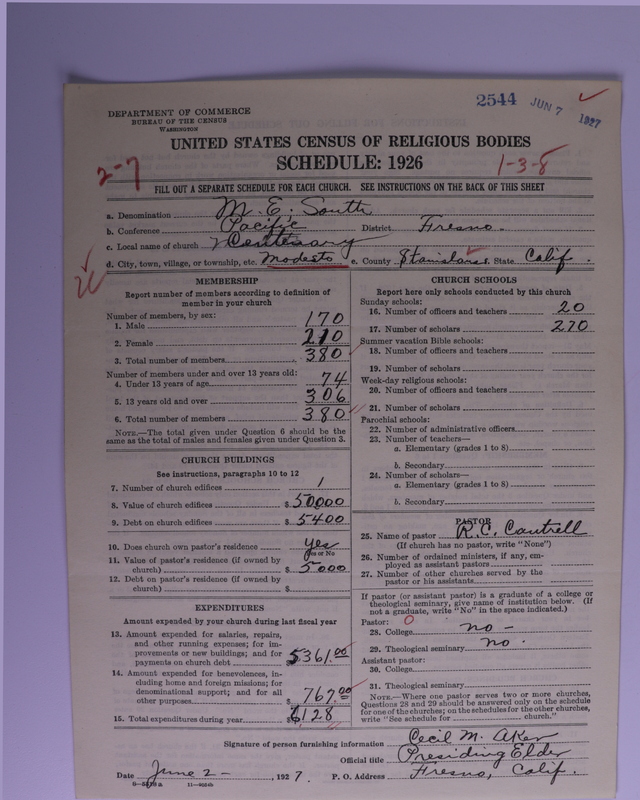 2544 JUN 7 1927
DEPARTMENT OF COMMERCE
BUREAU OF THE CENSUS
WASHINGTON
UNITED STATES CENSUS OF RELIGIOUS BODIES
SCHEDULE: 1926
2-7
1-3-8
FILL OUT A SEPARATE SCHEDULE FOR EACH CHURCH. SEE INSTRUCTIONS ON THE BACK OF THIS SHEET
a. Denomination M. E. South
b. Conference Pacific District Fresno.
c. Local name of church Centenary
d. City, town, village, or township, etc. Modesto e. County Stanislaus. State Calif.
MEMBERSHIP
Report number of members according to definition of
member in your church
Number of members, by sex:
1. Male 170
2. Female 210
3. Total number of members 380
Number of members under and over 13 years old:
4. Under 13 years of age 74
5. 13 years old and over 306
6. Total number of members 380
NOTE.—The total given under Question 6 should be
same as the total of males and females given under Question 3.
CHURCH BUILDINGS
See instructions, paragraphs 10 to 12
7. Number of church edifices 1
8. Value of church edifices $50000
9. Debt on church edifices $5400
10. Does church own pastor's residence yes
Yes or No
11. Value of pastor's residence (if owned by
church) $5000
12. Debt on pastor's residence (if owned by
church) $
EXPENDITURES
Amount expended by your church during last fiscal year
13. Amount expended for salaries, repairs,
and other running expenses; for im-
provements or new buildings; and for
payments on church debt $5361.00
14. Amount expended for benevolences, in-
cluding home and foreign missions; for
denominational support; and for all
other purposes $767.00
15. Total expenditures during year $6128
CHURCH SCHOOLS
Report here only schools conducted by this church
Sunday schools:
16. Number of officers and teachers 20
17. Number of scholars 270
Summer vacation Bible schools:
18. Number of officers and teachers
19. Number of scholars
Week-day religious schools:
20. Number of officers and teachers
21. Number of scholars
Parochial schools:
22. Number of administrative officers
23. Number of teachers—
a. Elementary (grades 1 to 8)
b. Secondary
24. Number of scholars—
a. Elementary (grades 1 to 8)
b. Secondary
PASTOR
25. Name of pastor R. C. Cantrell
(If church has no pastor, write "None")
26. Number of ordained ministers, if any, em-
ployed as assistant pastors
27. Number of other churches served by the
pastor or his assistants
If pastor (or assistant pastor) is a graduate of a college or
theological seminary, give name of institution below. (If
not a graduate, write "No" in the space indicated.)
Pastor: 0
28. College no -
29. Theological seminary no.
Assistant pastor:
30. College
31. Theological seminary
NOTE.—Where one pastor serves two or more churches,
Questions 28 and 29 should be answered only on the schedule
for one of the churches; on the schedules for the other churches,
write "See schedule for church."
Signature of person furnishing information Cecil M. Aker
Official title Presiding Elder
Date June 2 -, 1927. P. O. Address Fresno, Calif.